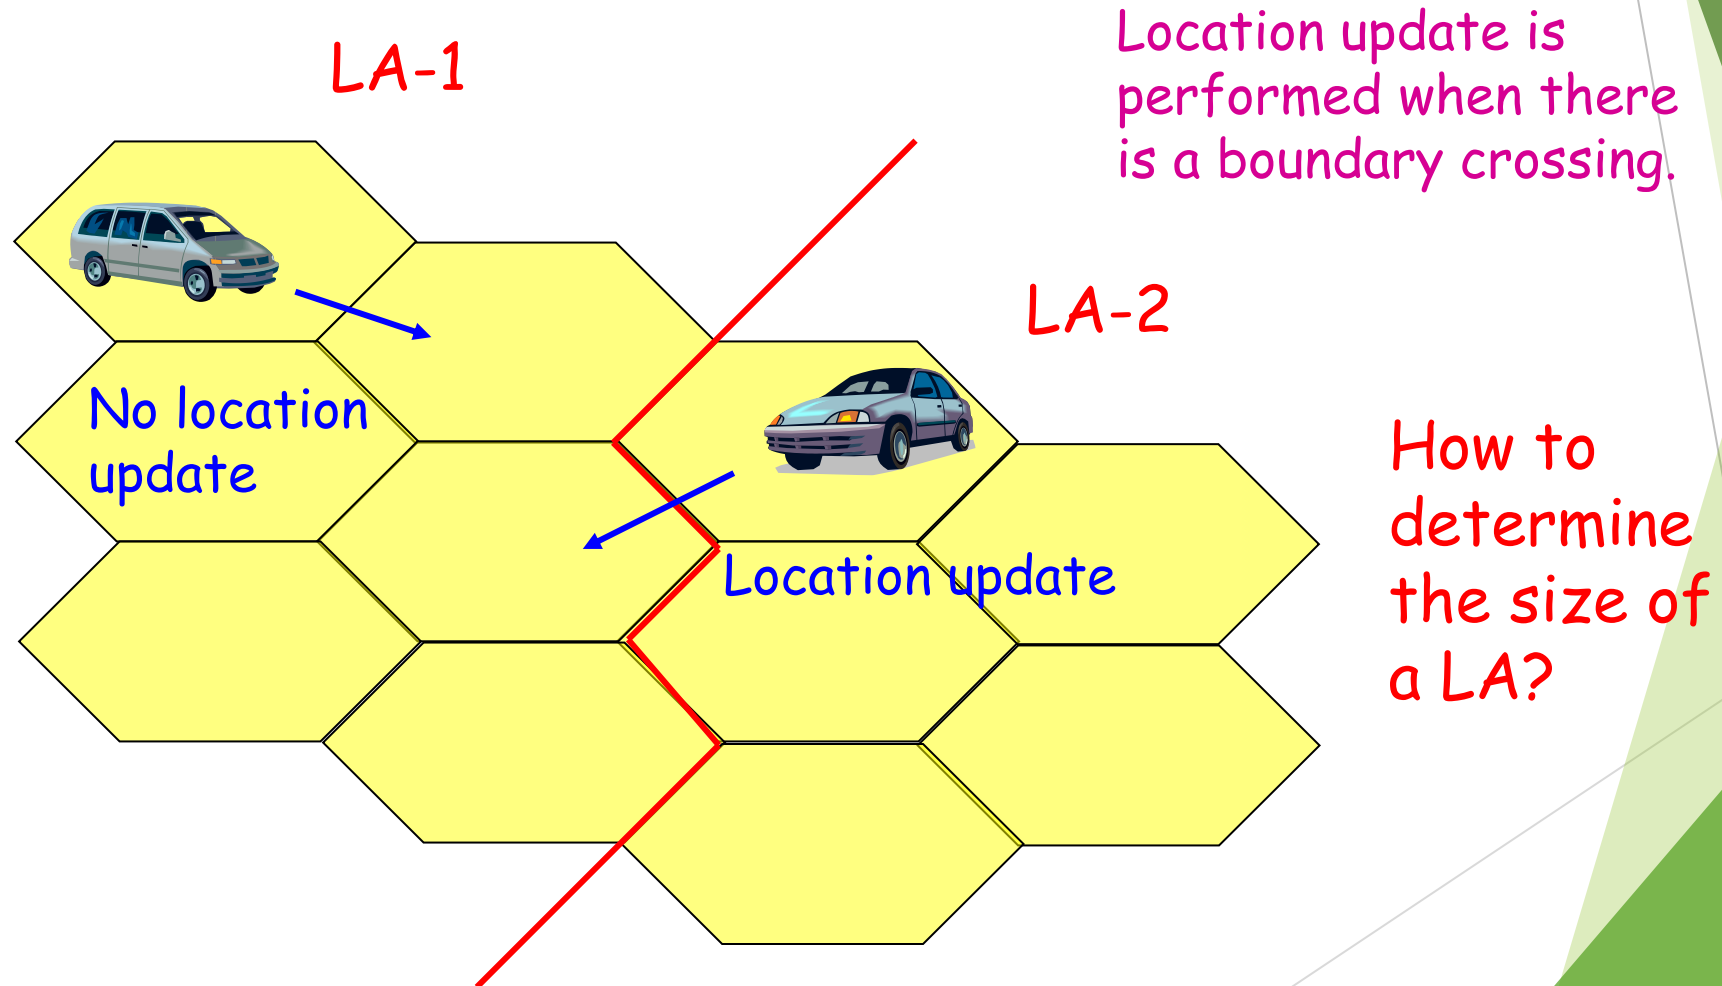 LA-1
Location update is
performed when there
is a boundary crossing.
LA-2
No location
update
Location update
How to
determine
the size of
a LA?